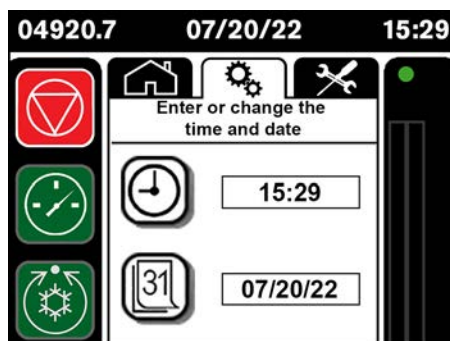 04920.7 07/20/22 15:29
Enter or change the
time and date
15:29
31
07/20/22